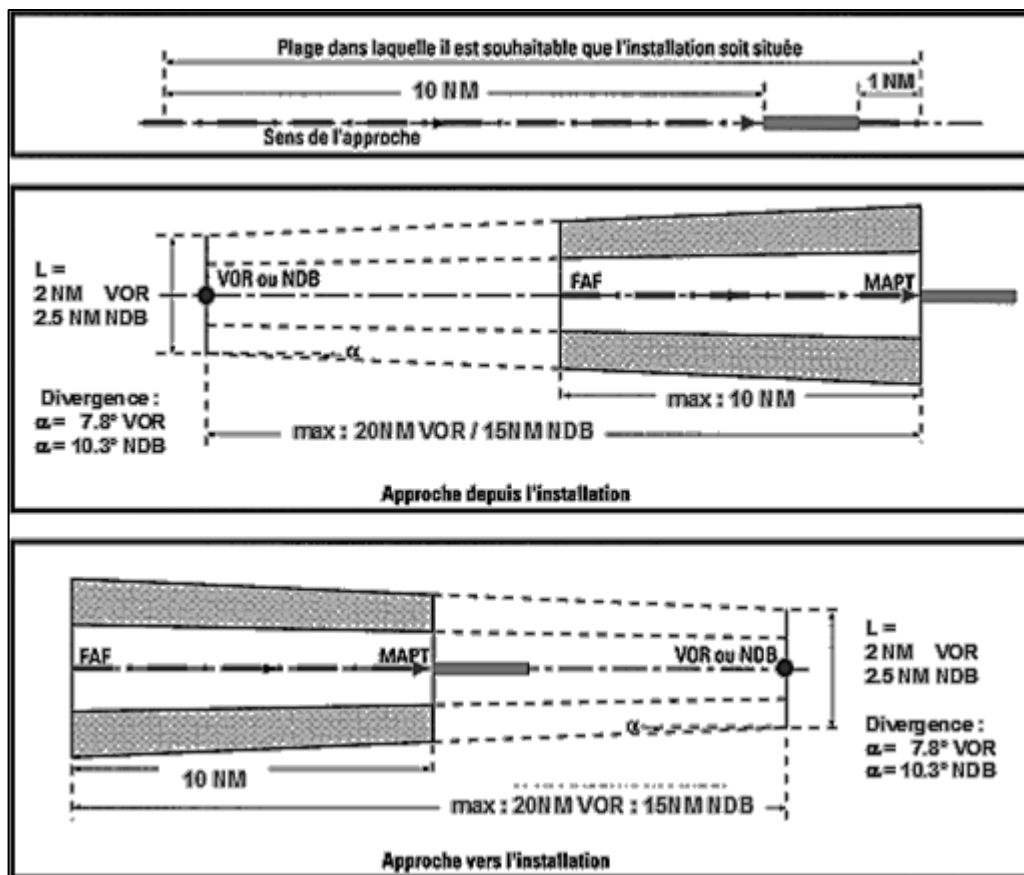 Plage dans laquelle il est souhaitable que l'installation soit située
10 NM
1 NM
Sens de l'approche
L =
2 NM VOR
2.5 NM NDB
VOR ou NDB
FAF
MAPT
α
Divergence :
α = 7.8° VOR
α = 10.3° NDB
max : 10 NM
max : 20NM VOR / 15NM NDB
Approche depuis l'installation
FAF
MAPT
VOR ou NDB
L =
2 NM VOR
2.5 NM NDB
α
Divergence :
α = 7.8° VOR
α = 10.3° NDB
10 NM
max : 20NM VOR : 15NM NDB
Approche vers l'installation